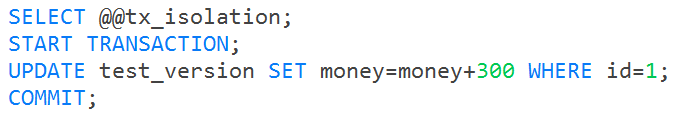 SELECT @@tx_isolation;
START TRANSACTION;
UPDATE test_version SET money=money+300 WHERE id=1;
COMMIT;